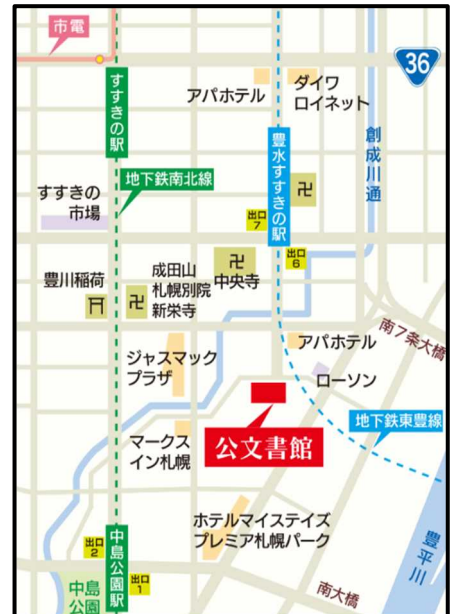 市電
36
すすきの駅
アパホテル
ダイワ
ロイネット
創成川通
地下鉄南北線
豊水すすきの駅
卍
すすきの
市場
出口
7
出口
6
豊川稲荷
成田山
札幌別院
新栄寺
卍
卍
中央寺
南7条大橋
アパホテル
ジャスマック
プラザ
ローソン
地下鉄東豊線
公文書館
マークス
イン札幌
ホテルマイステイズ
プレミア札幌パーク
豊平川
出口
2
中島公園駅
出口
1
中島
公園
南大橋